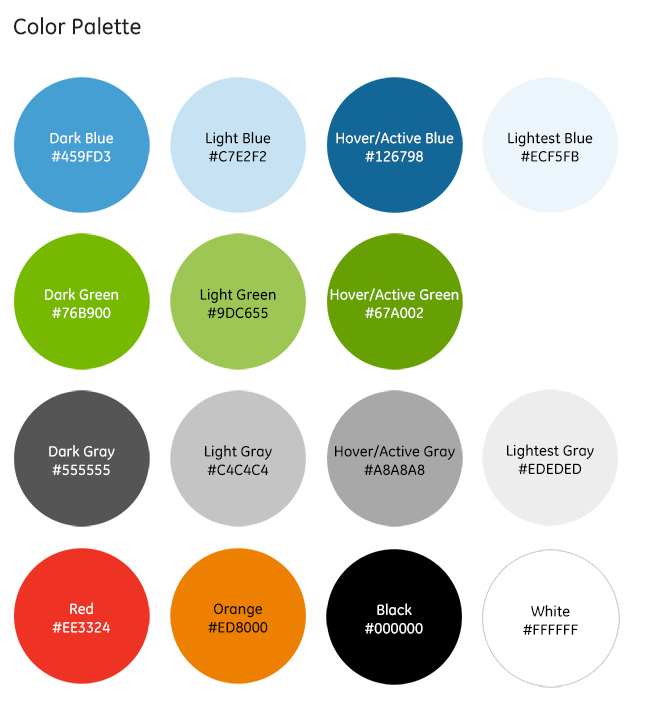 Color Palette
Dark Blue
#459FD3
Light Blue
#C7E2F2
Hover/Active Blue
#126798
Lightest Blue
#ECF5FB
Dark Green
#76B900
Light Green
#9DC655
Hover/Active Green
#67A002
Dark Gray
#555555
Light Gray
#C4C4C4
Hover/Active Gray
#A8A8A8
Lightest Gray
#EDEDED
Red
#EE3324
Orange
#ED8000
Black
#000000
White
#FFFFFF